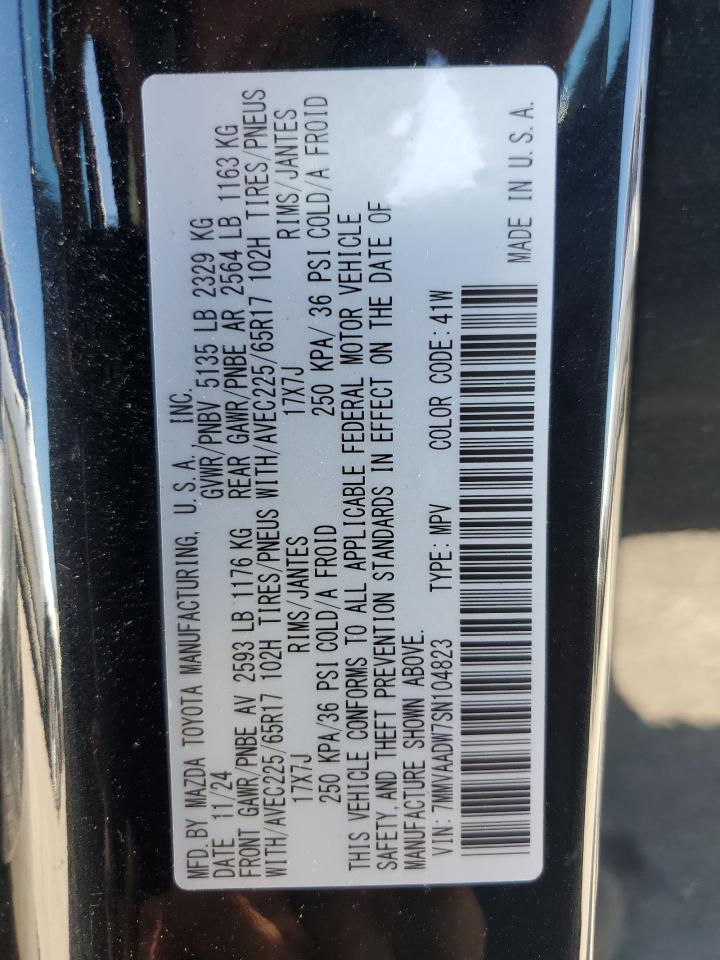 MFD. BY MAZDA TOYOTA MANUFACTURING, U.S.A. INC.
DATE 11/24 GVWR/PNBV 5135 LB 2329 KG
FRONT GAWR/PNBE AV 2593 LB 1176 KG REAR GAWR/PNBE AR 2564 LB 1163 KG
WITH/AVEC225/65R17 102H TIRES/PNEUS WITH/AVEC225/65R17 102H TIRES/PNEUS
17X7J RIMS/JANTES 17X7J RIMS/JANTES
250 KPA/36 PSI COLD/A FROID 250 KPA/ 36 PSI COLD/A FROID
THIS VEHICLE CONFORMS TO ALL APPLICABLE FEDERAL MOTOR VEHICLE
SAFETY, AND THEFT PREVENTION STANDARDS IN EFFECT ON THE DATE OF
MANUFACTURE SHOWN ABOVE.
VIN: 7MMVAADW7SN104823 TYPE: MPV COLOR CODE: 41W
MADE IN U.S.A.